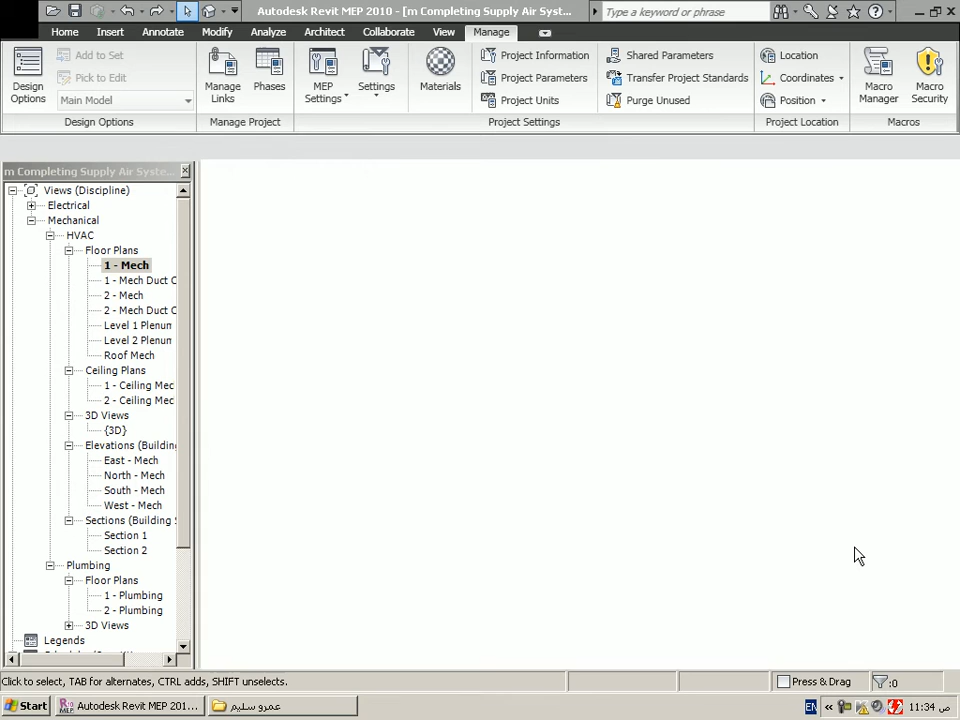 Autodesk Revit MEP 2010 - [m Completing Supply Air Syst...
Type a keyword or phrase
Home Insert Annotate Modify Analyze Architect Collaborate View Manage
Design Options
Add to Set
Pick to Edit
Main Model
Design Options
Manage Links
Phases
Manage Project
MEP Settings
Settings
Materials
Project Information
Project Parameters
Project Units
Shared Parameters
Transfer Project Standards
Purge Unused
Project Settings
Location
Coordinates
Position
Project Location
Macro Manager
Macro Security
Macros
m Completing Supply Air Syste...
Views (Discipline)
Electrical
Mechanical
HVAC
Floor Plans
1 - Mech
1 - Mech Duct C
2 - Mech
2 - Mech Duct C
Level 1 Plenum
Level 2 Plenum
Roof Mech
Ceiling Plans
1 - Ceiling Mec
2 - Ceiling Mec
3D Views
{3D}
Elevations (Building
East - Mech
North - Mech
South - Mech
West - Mech
Sections (Building
Section 1
Section 2
Plumbing
Floor Plans
1 - Plumbing
2 - Plumbing
3D Views
Legends
Click to select, TAB for alternates, CTRL adds, SHIFT unselects.
Press & Drag
:0
Start
Autodesk Revit MEP 201...
عمرو سليم
EN
11:34 ص